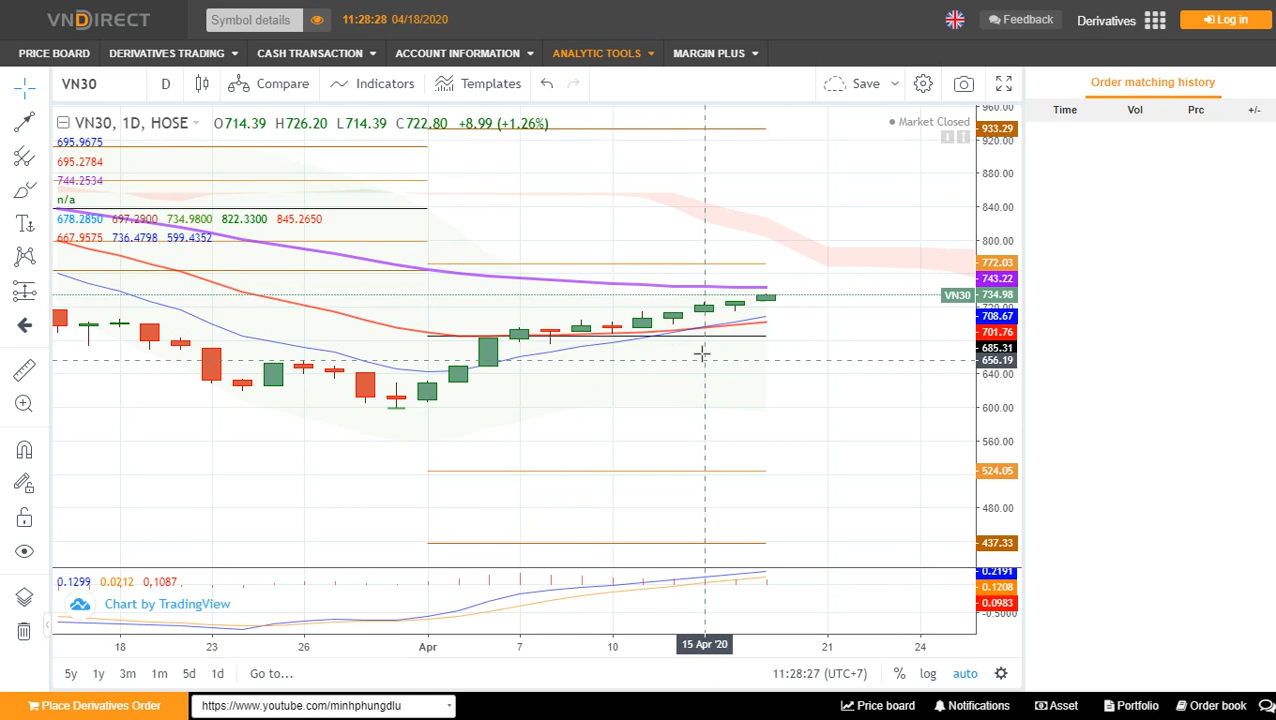 VNDIRECT
Symbol details
11:28:28 04/18/2020
Feedback
Derivatives
Log in
PRICE BOARD
DERIVATIVES TRADING
CASH TRANSACTION
ACCOUNT INFORMATION
ANALYTIC TOOLS
MARGIN PLUS
VN30
D
Compare
Indicators
Templates
Save
Order matching history
Time Vol Prc +/-
VN30, 1D, HOSE
O714.39 H726.20 L714.39 C722.80 +8.99 (+1.26%)
Market Closed
695.9675
695.2784
744.2534
n/a
678.2850 697.2900 734.9800 822.3300 845.2650
667.9575 736.4798 599.4352
960.00
933.29
920.00
880.00
840.00
800.00
772.03
743.22
VN30 734.98
720.00
708.67
701.76
685.31
656.19
640.00
600.00
560.00
524.05
480.00
437.33
0.1299 0.0212 0.1087
0.2191
0.1208
0.0983
-0.5000
Chart by TradingView
18 23 26 Apr 7 10 15 Apr '20 21 24
5y 1y 3m 1m 5d 1d Go to...
11:28:27 (UTC+7)
% log auto
Place Derivatives Order
https://www.youtube.com/minhphungdlu
Price board
Notifications
Asset
Portfolio
Order book